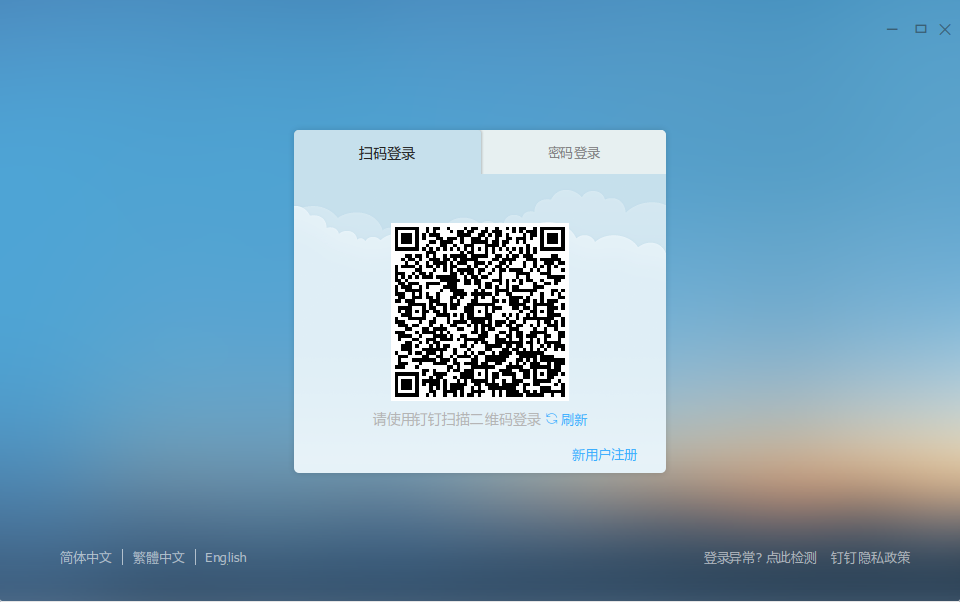 扫码登录
密码登录
请使用钉钉扫描二维码登录 刷新
新用户注册
简体中文 繁體中文 English
登录异常? 点此检测 钉钉隐私政策